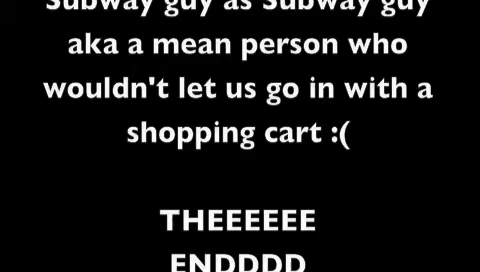 Subway guy as Subway guy
aka a mean person who
wouldn't let us go in with a
shopping cart :(
THEEEEEE
ENDDDD